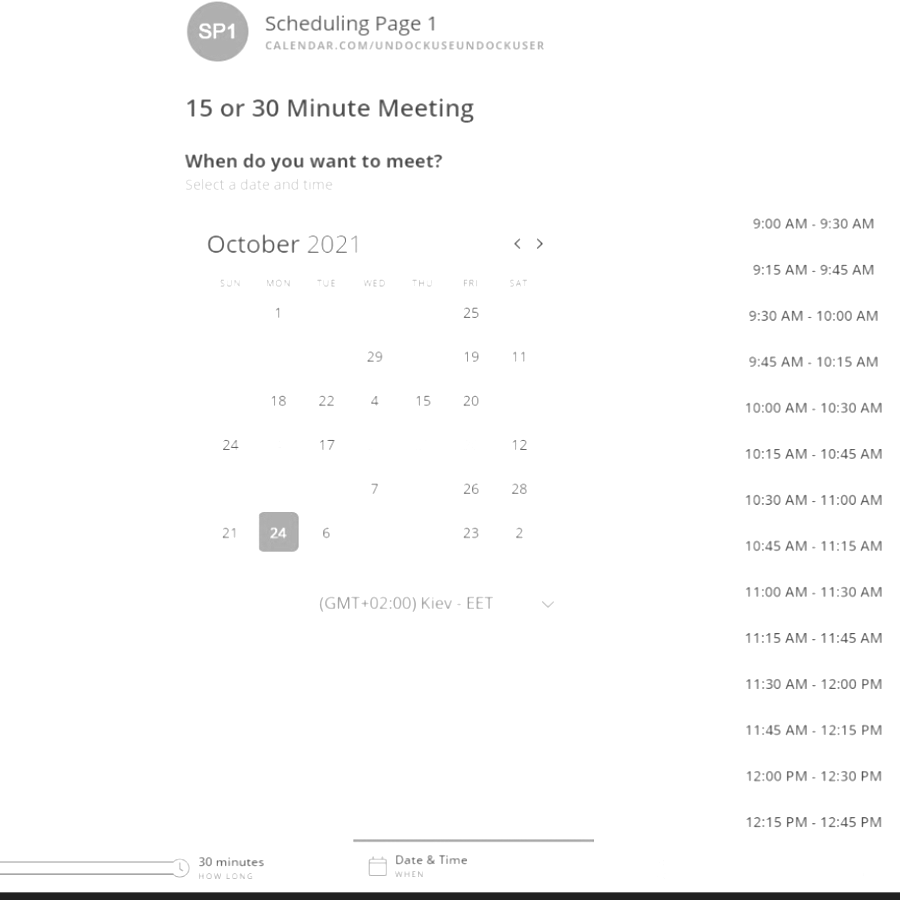 SP1
Scheduling Page 1
CALENDAR.COM/UNDOCKUSEUNDOCKUSER
15 or 30 Minute Meeting
When do you want to meet?
Select a date and time
October 2021
SUN MON TUE WED THU FRI SAT
1 25
29 19 11
18 22 4 15 20
24 17 12
7 26 28
21 24 6 23 2
(GMT+02:00) Kiev - EET
9:00 AM - 9:30 AM
9:15 AM - 9:45 AM
9:30 AM - 10:00 AM
9:45 AM - 10:15 AM
10:00 AM - 10:30 AM
10:15 AM - 10:45 AM
10:30 AM - 11:00 AM
10:45 AM - 11:15 AM
11:00 AM - 11:30 AM
11:15 AM - 11:45 AM
11:30 AM - 12:00 PM
11:45 AM - 12:15 PM
12:00 PM - 12:30 PM
12:15 PM - 12:45 PM
30 minutes
HOW LONG
Date & Time
WHEN